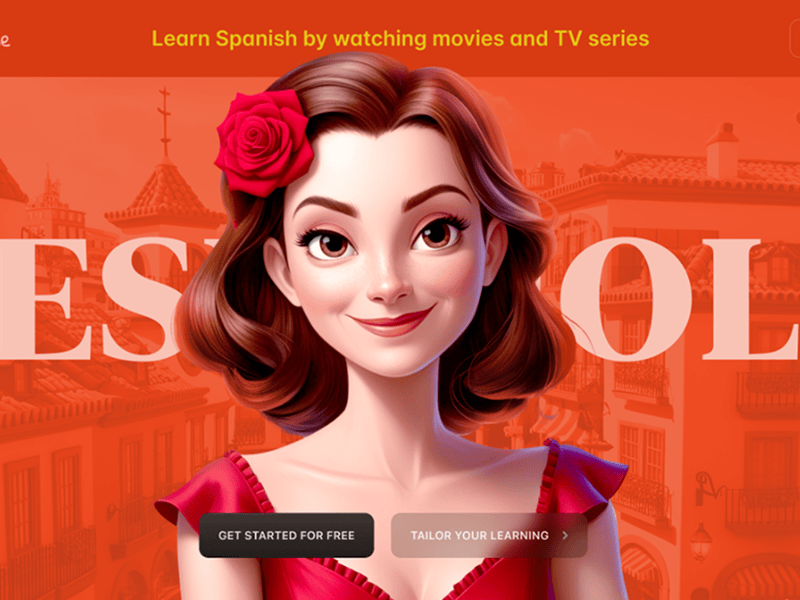 Learn Spanish by watching movies and TV series
ES OL
GET STARTED FOR FREE
TAILOR YOUR LEARNING